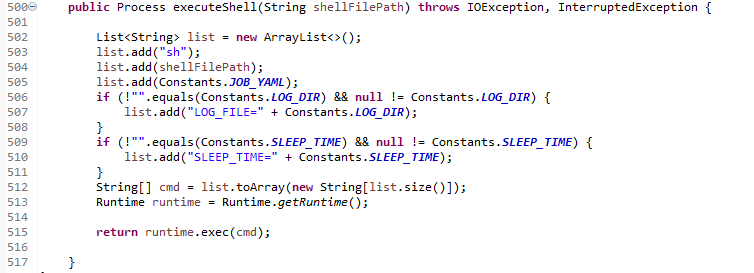 500 public Process executeShell(String shellFilePath) throws IOException, InterruptedException {
501
502 List<String> list = new ArrayList<>();
503 list.add("sh");
504 list.add(shellFilePath);
505 list.add(Constants.JOB_YAML);
506 if (!"".equals(Constants.LOG_DIR) && null != Constants.LOG_DIR) {
507 list.add("LOG_FILE=" + Constants.LOG_DIR);
508 }
509 if (!"".equals(Constants.SLEEP_TIME) && null != Constants.SLEEP_TIME) {
510 list.add("SLEEP_TIME=" + Constants.SLEEP_TIME);
511 }
512 String[] cmd = list.toArray(new String[list.size()]);
513 Runtime runtime = Runtime.getRuntime();
514
515 return runtime.exec(cmd);
516
517 }